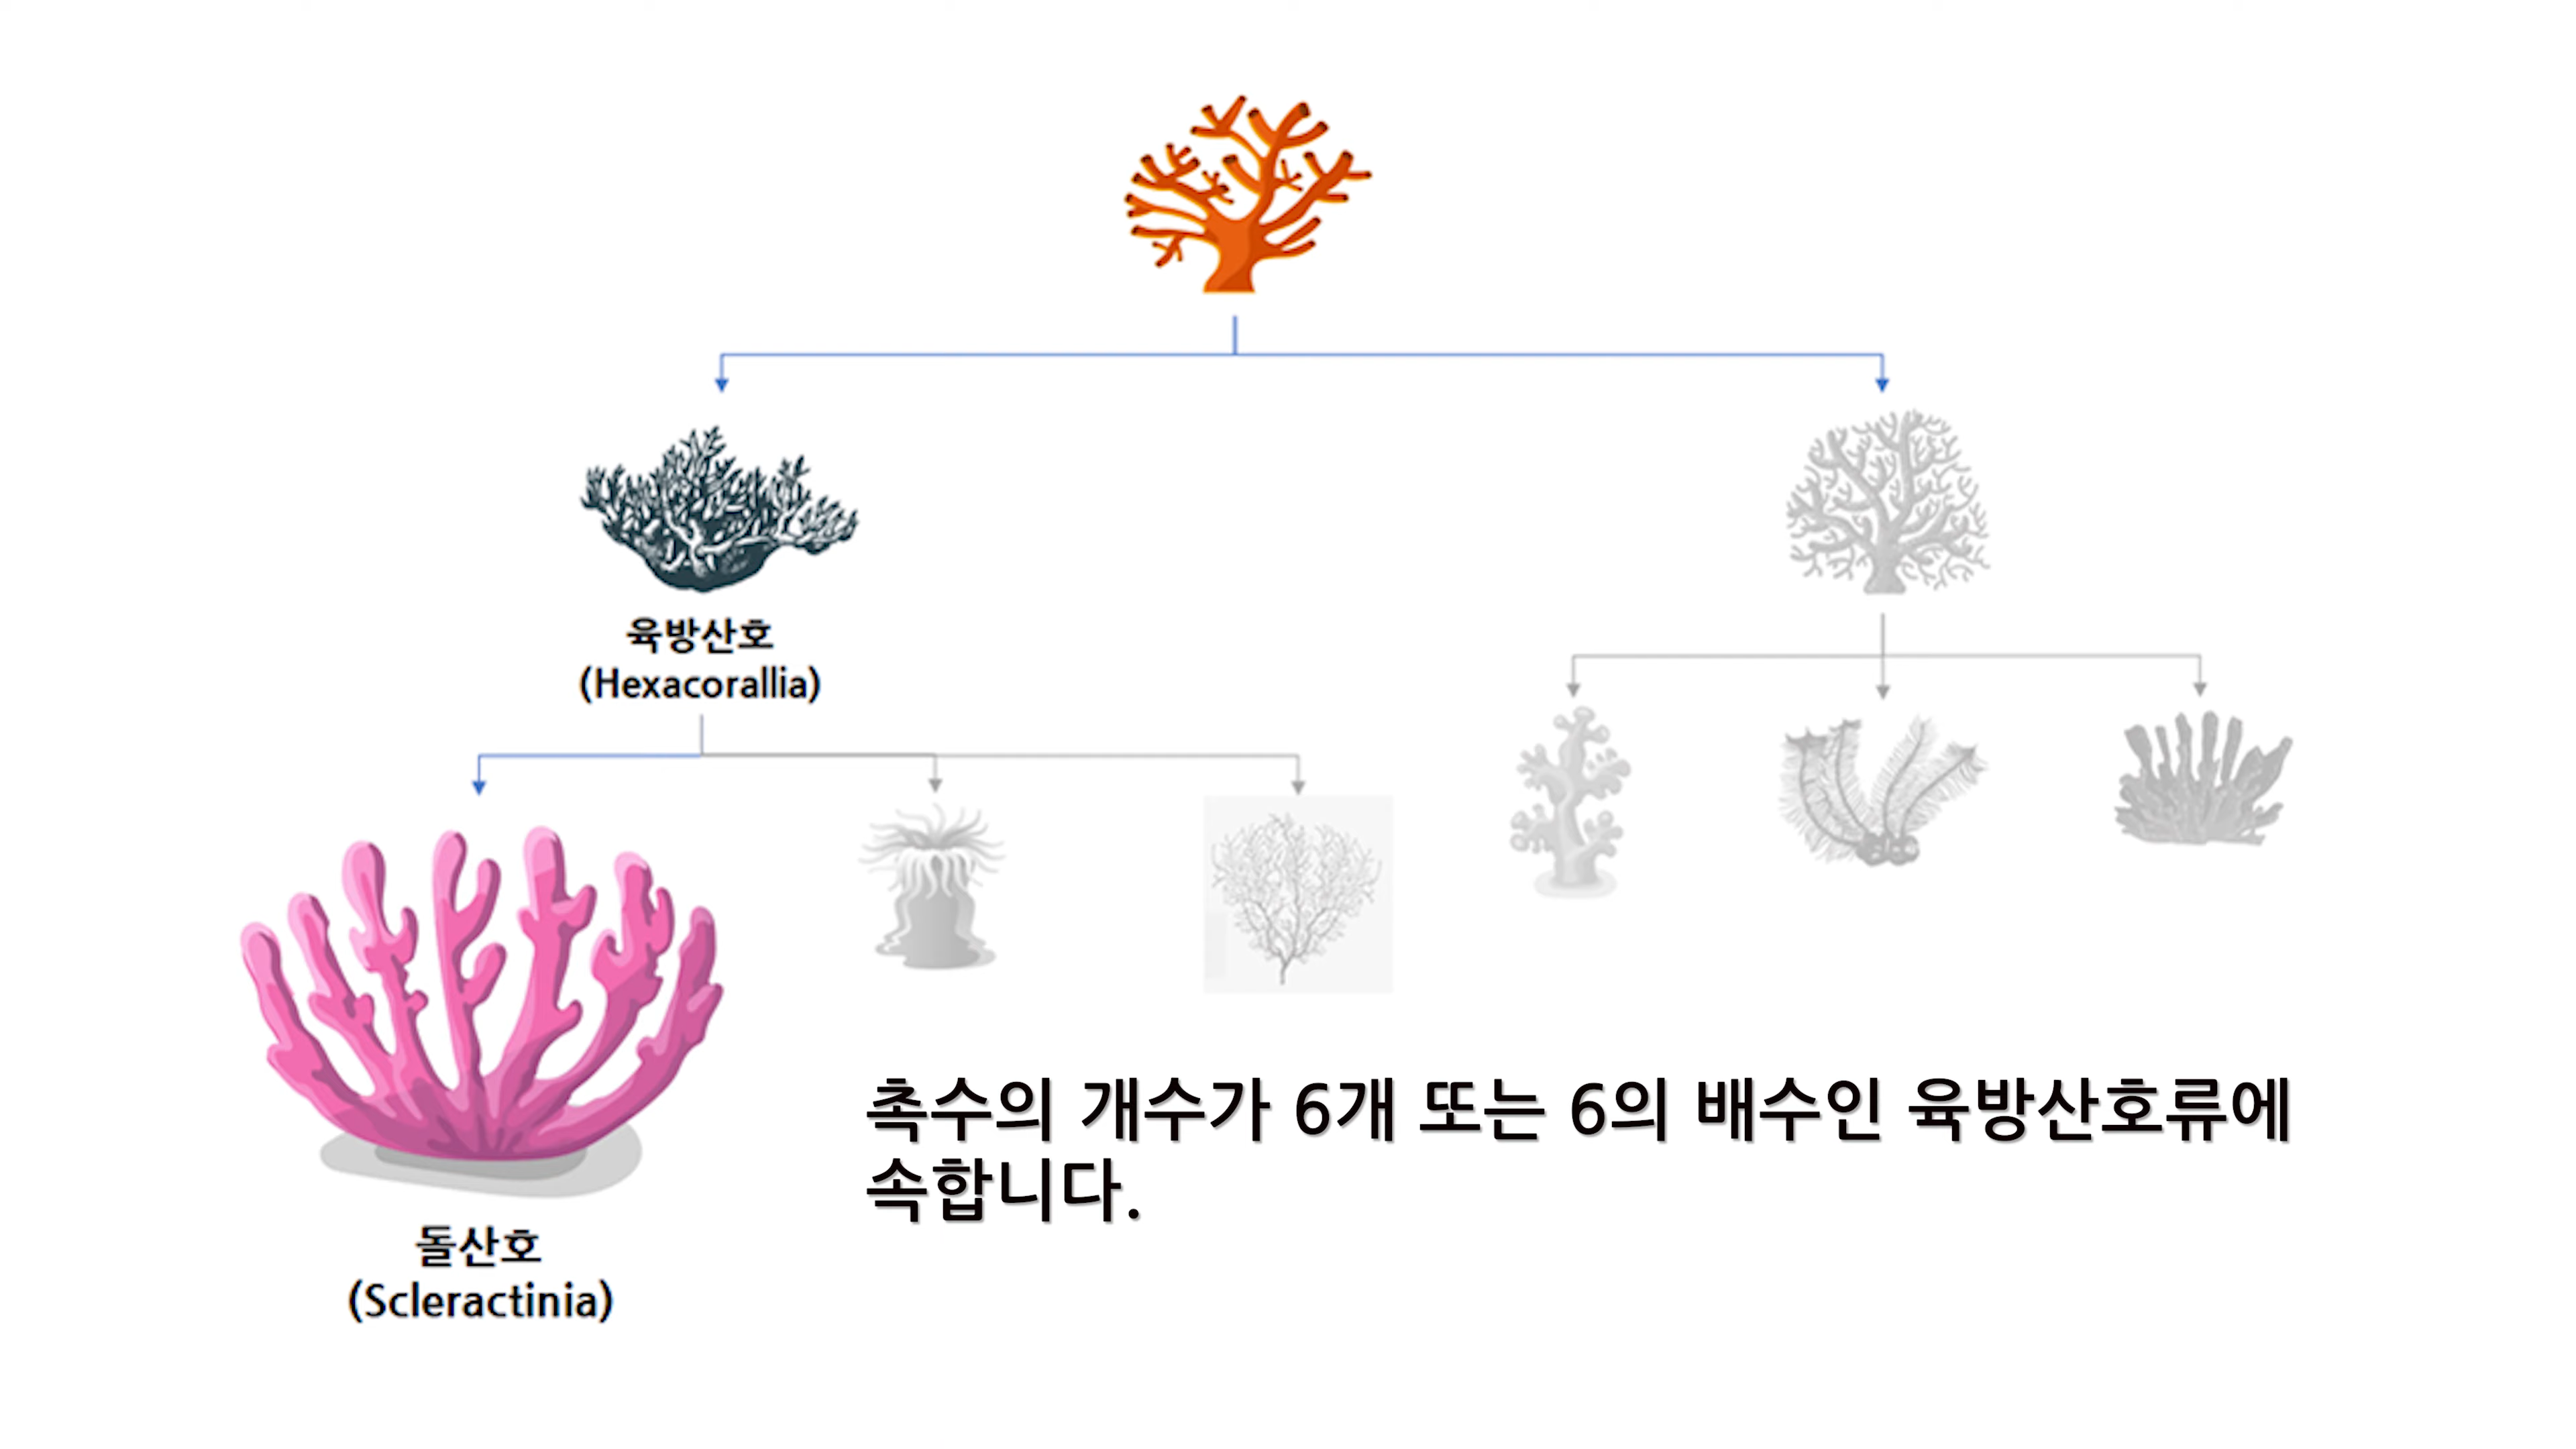 육방산호
(Hexacorallia)
돌산호
(Scleractinia)
촉수의 개수가 6개 또는 6의 배수인 육방산호류에
속합니다.